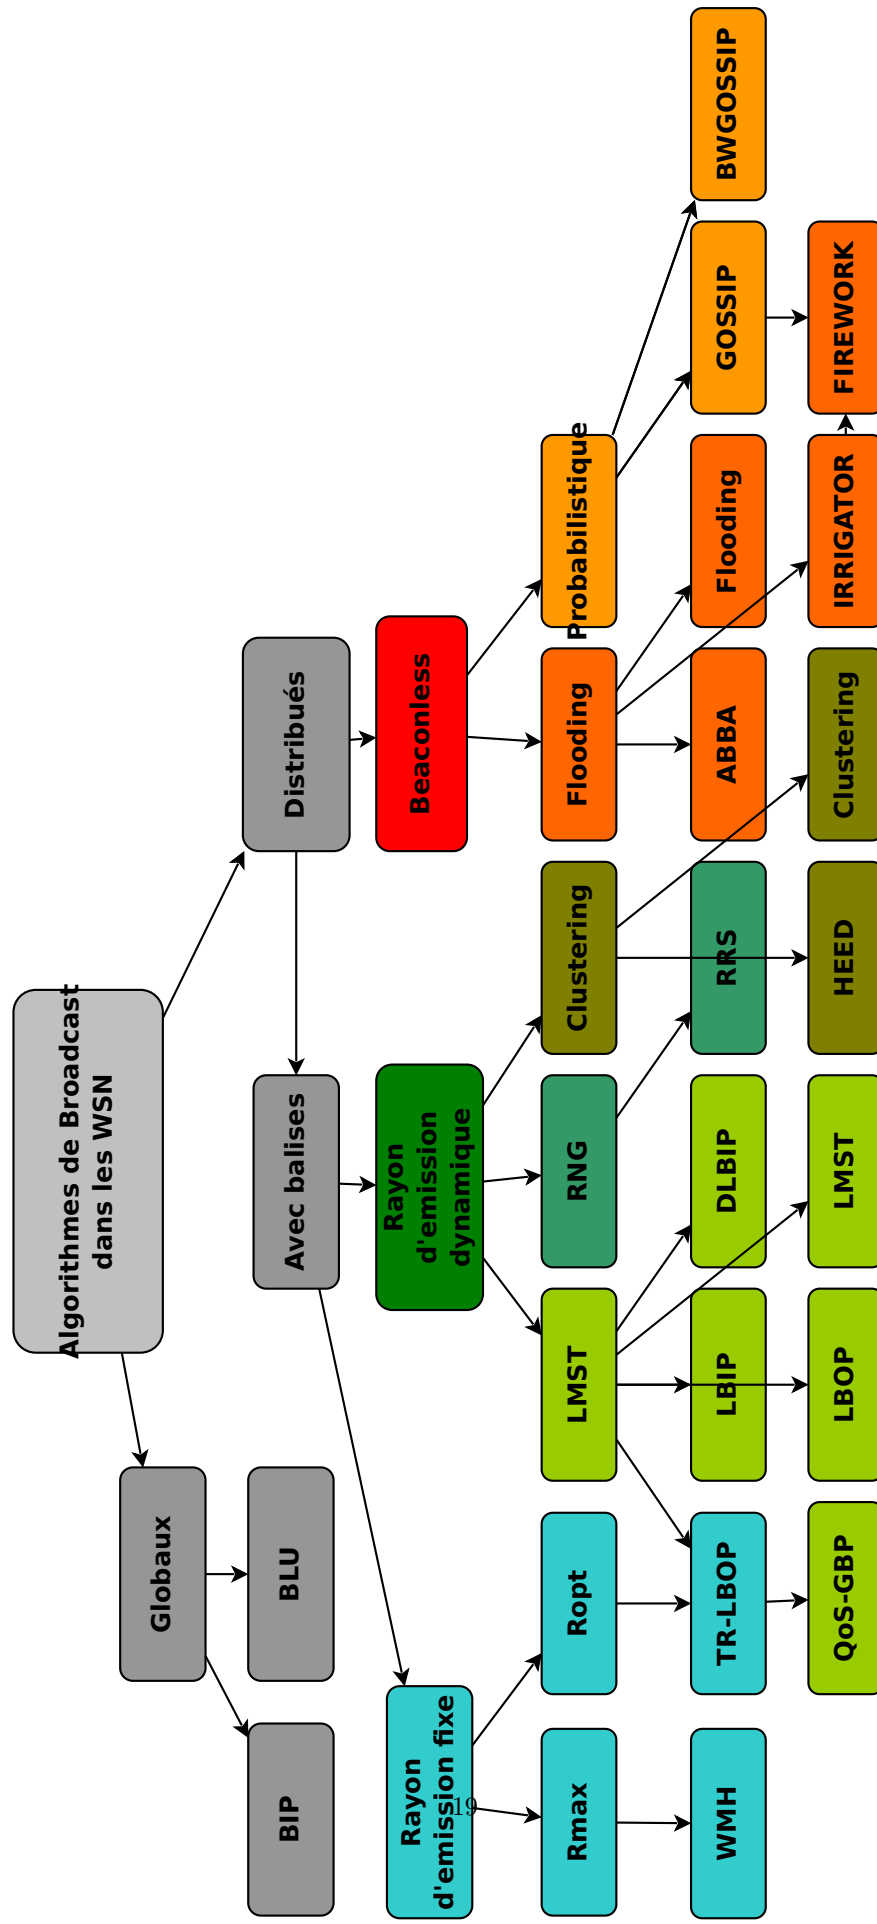 Algorithmes de Broadcast
dans les WSN
Globaux
Distribués
BIP
BLU
Avec balises
Beaconless
Rayon
d'emission fixe
Rayon
d'emission
dynamique
Rmax
Ropt
LMST
RNG
Clustering
Flooding
Probabilistique
WMH
TR-LBOP
LBIP
DLBIP
RRS
ABBA
Flooding
GOSSIP
BWGOSSIP
QoS-GBP
LBOP
LMST
HEED
Clustering
IRRIGATOR
FIREWORK
19